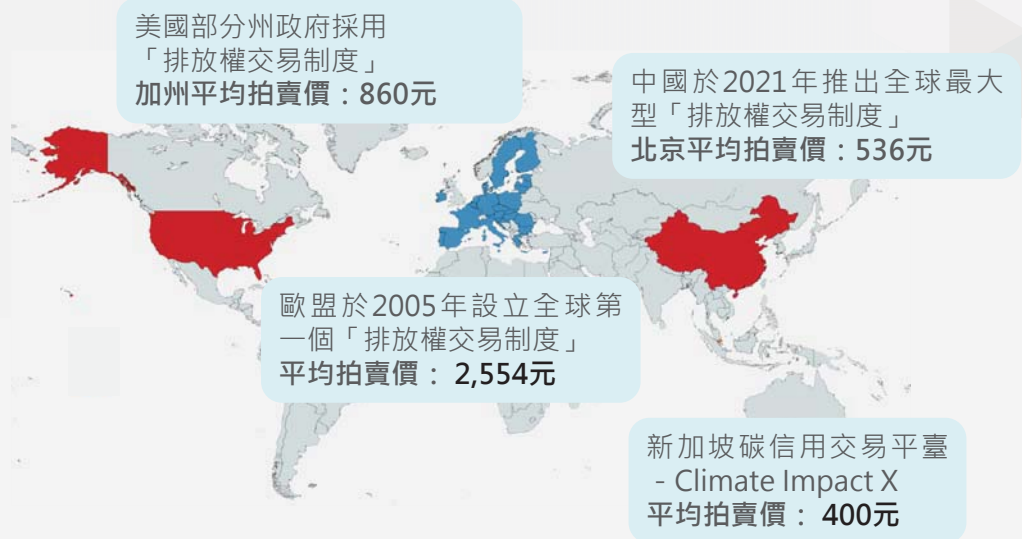 美國部分州政府採用
「排放權交易制度」
加州平均拍賣價：860元
中國於2021年推出全球最大
型「排放權交易制度」
北京平均拍賣價：536元
歐盟於2005年設立全球第
一個「排放權交易制度」
平均拍賣價： 2,554元
新加坡碳信用交易平臺
- Climate Impact X
平均拍賣價： 400元